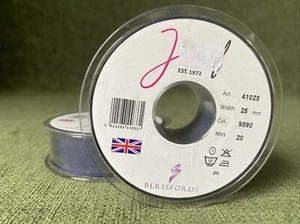 EST. 1972
Art. 41025
Width: 25 mm
Col. 9590
Mtrs 20
BERISFORDS